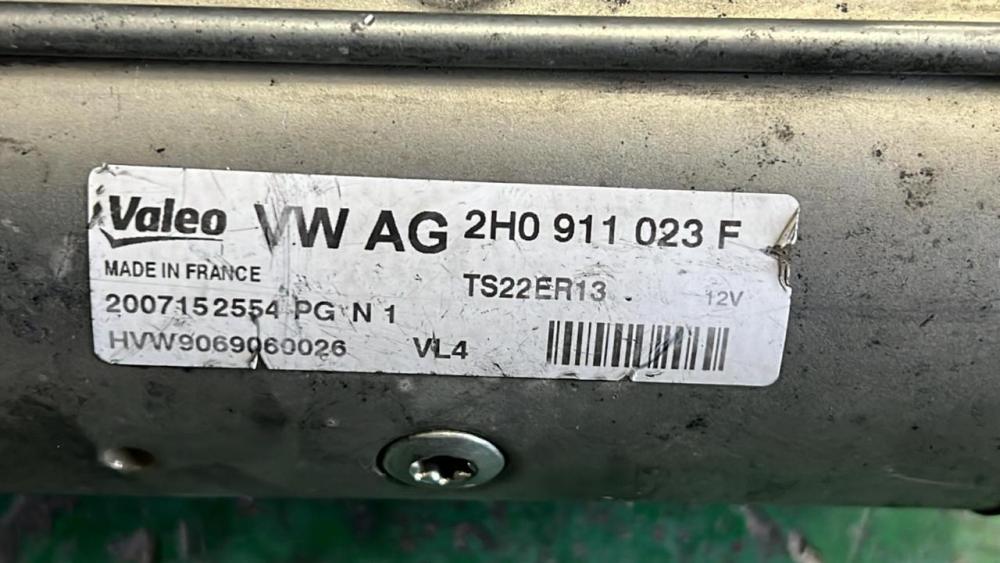 Valeo VW AG 2H0 911 023 F
MADE IN FRANCE TS22ER13 12V
2007152554 PG N 1
HVW9069060026 VL4